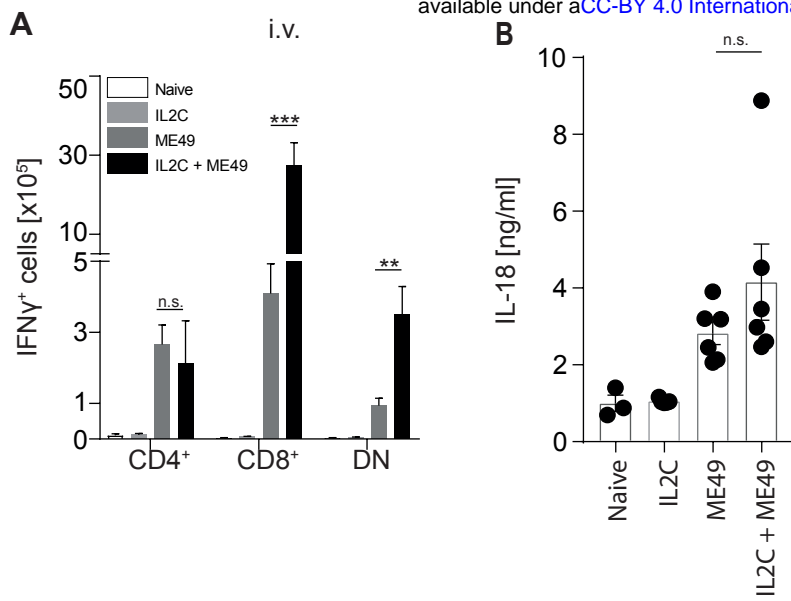 available under aCC-BY 4.0 Internationa
A
i.v.
B
50
30
10
5
3
1
0
IFNγ⁺ cells [x10⁵]
Naive
IL2C
ME49
IL2C + ME49
n.s.
***
**
CD4⁺
CD8⁺
DN
n.s.
10
8
6
4
2
0
IL-18 [ng/ml]
Naive
IL2C
ME49
IL2C + ME49